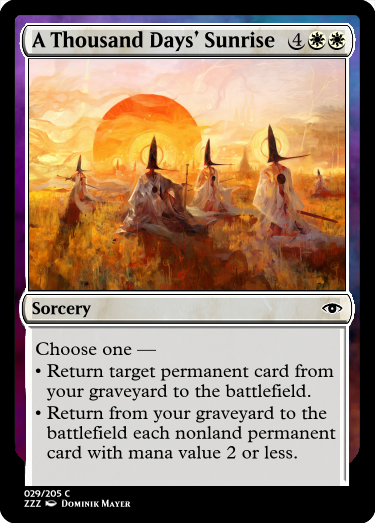 A Thousand Days' Sunrise 4
Sorcery
Choose one —
• Return target permanent card from
your graveyard to the battlefield.
• Return from your graveyard to the
battlefield each nonland permanent
card with mana value 2 or less.
029/205 C
ZZZ Dominik Mayer